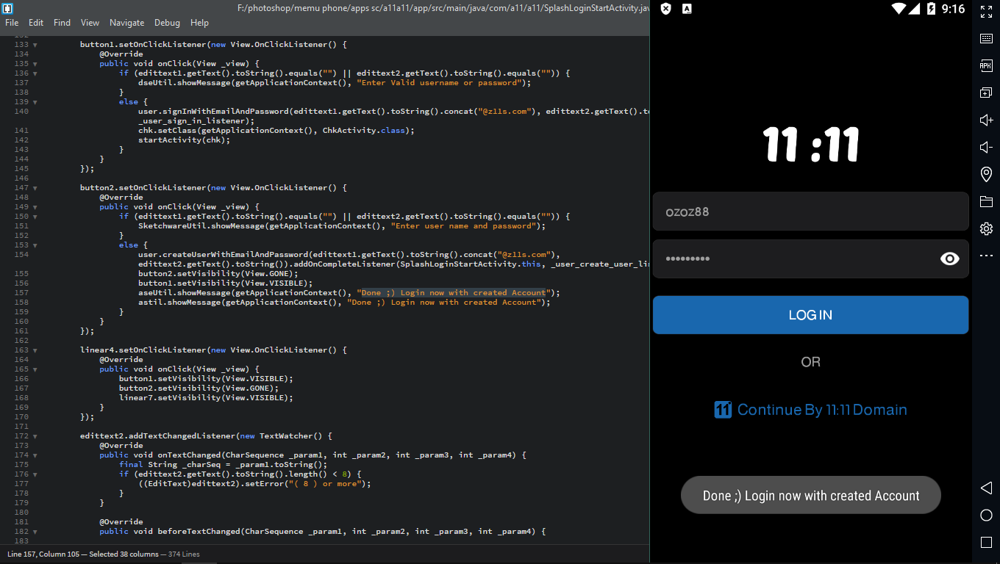 F:/photoshop/memu phone/apps sc/a11a11/app/src/main/java/com/a11/a11/SplashLoginStartActivity.jav
File Edit Find View Navigate Debug Help
133 button1.setOnClickListener(new View.OnClickListener() {
134 @Override
135 public void onClick(View _view) {
136 if (edittext1.getText().toString().equals("") || edittext2.getText().toString().equals("")) {
137 dseUtil.showMessage(getApplicationContext(), "Enter Valid username or password");
138 }
139 else {
140 user.signInWithEmailAndPassword(edittext1.getText().toString().concat("@zlls.com"), edittext2.getText().to
_user_sign_in_listener);
141 chk.setClass(getApplicationContext(), ChkActivity.class);
142 startActivity(chk);
143 }
144 }
145 });
146
147 button2.setOnClickListener(new View.OnClickListener() {
148 @Override
149 public void onClick(View _view) {
150 if (edittext1.getText().toString().equals("") || edittext2.getText().toString().equals("")) {
151 SketchwareUtil.showMessage(getApplicationContext(), "Enter user name and password");
152 }
153 else {
154 user.createUserWithEmailAndPassword(edittext1.getText().toString().concat("@zlls.com"),
edittext2.getText().toString()).addOnCompleteListener(SplashLoginStartActivity.this, _user_create_user_lis
155 button2.setVisibility(View.GONE);
156 button1.setVisibility(View.VISIBLE);
157 aseUtil.showMessage(getApplicationContext(), "Done ;) Login now with created Account");
158 astil.showMessage(getApplicationContext(), "Done ;) Login now with created Account");
159 }
160 }
161 });
162
163 linear4.setOnClickListener(new View.OnClickListener() {
164 @Override
165 public void onClick(View _view) {
166 button1.setVisibility(View.VISIBLE);
167 button2.setVisibility(View.GONE);
168 linear7.setVisibility(View.VISIBLE);
169 }
170 });
171
172 edittext2.addTextChangedListener(new TextWatcher() {
173 @Override
174 public void onTextChanged(CharSequence _param1, int _param2, int _param3, int _param4) {
175 final String _charSeq = _param1.toString();
176 if (edittext2.getText().toString().length() < 8) {
177 ((EditText)edittext2).setError("( 8 ) or more");
178 }
179 }
180
181 @Override
182 public void beforeTextChanged(CharSequence _param1, int _param2, int _param3, int _param4) {
183
Line 157, Column 105 — Selected 38 columns — 374 Lines
A
9:16
APK
11:11
ozoz88
•••••••••
LOGIN
OR
11 Continue By 11:11 Domain
Done ;) Login now with created Account